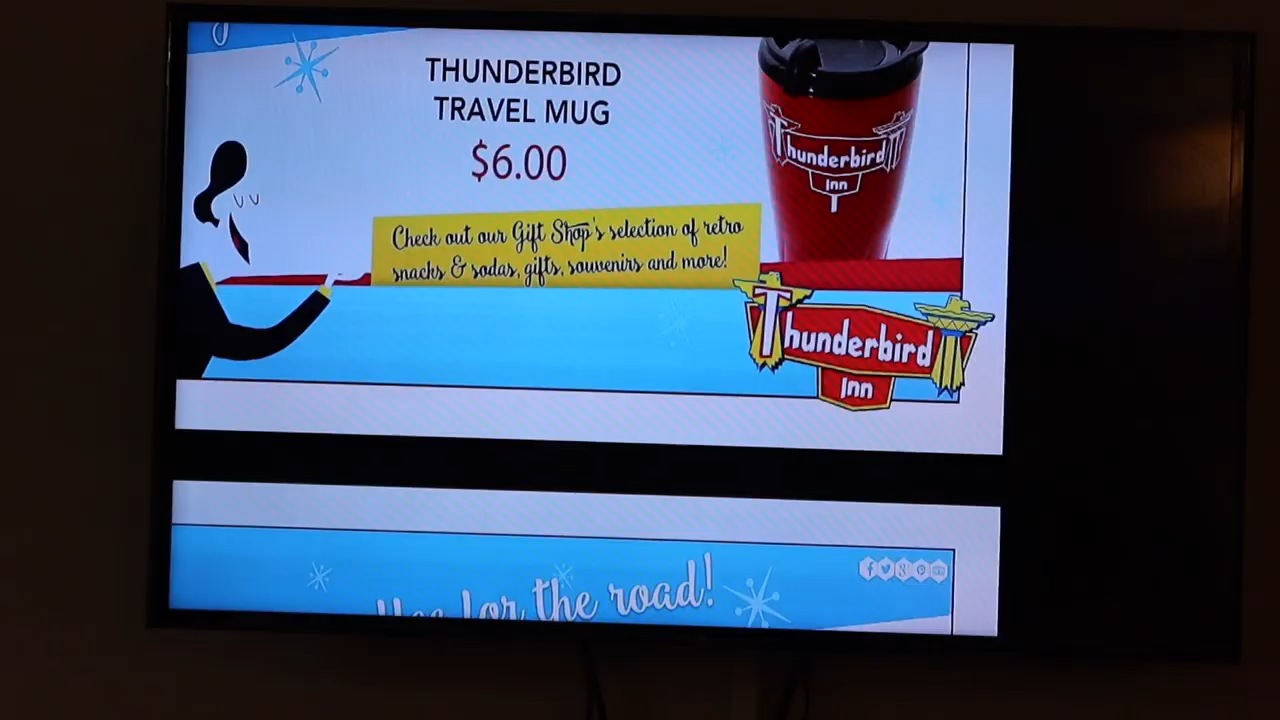 THUNDERBIRD
TRAVEL MUG
$6.00
Thunderbird
Inn
Check out our Gift Shop's selection of retro
snacks & sodas, gifts, souvenirs and more!
Thunderbird
Inn
for the road!